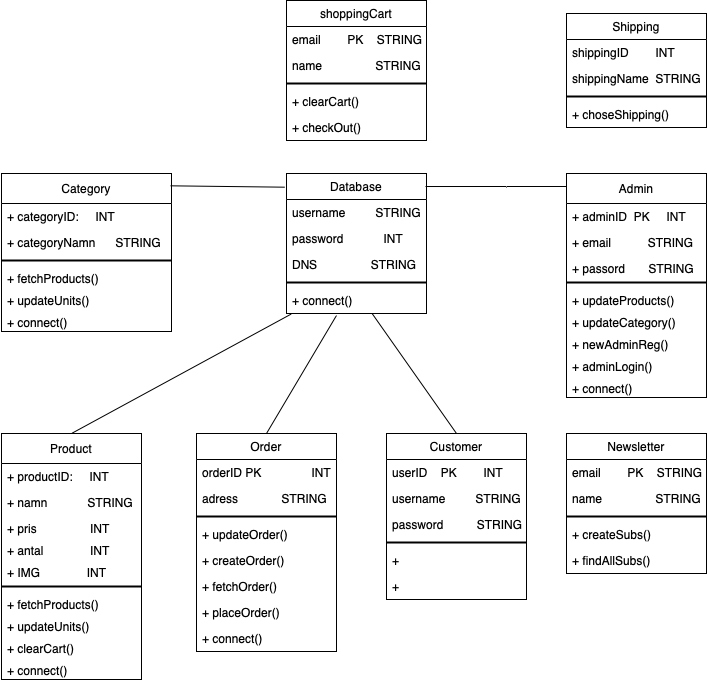 shoppingCart
email PK STRING
name STRING
+ clearCart()
+ checkOut()
Shipping
shippingID INT
shippingName STRING
+ choseShipping()
Category
+ categoryID: INT
+ categoryNamn STRING
+ fetchProducts()
+ updateUnits()
+ connect()
Database
username STRING
password INT
DNS STRING
+ connect()
Admin
+ adminID PK INT
+ email STRING
+ passord STRING
+ updateProducts()
+ updateCategory()
+ newAdminReg()
+ adminLogin()
+ connect()
Product
+ productID: INT
+ namn STRING
+ pris INT
+ antal INT
+ IMG INT
+ fetchProducts()
+ updateUnits()
+ clearCart()
+ connect()
Order
orderID PK INT
adress STRING
+ updateOrder()
+ createOrder()
+ fetchOrder()
+ placeOrder()
+ connect()
Customer
userID PK INT
username STRING
password STRING
+
+
Newsletter
email PK STRING
name STRING
+ createSubs()
+ findAllSubs()